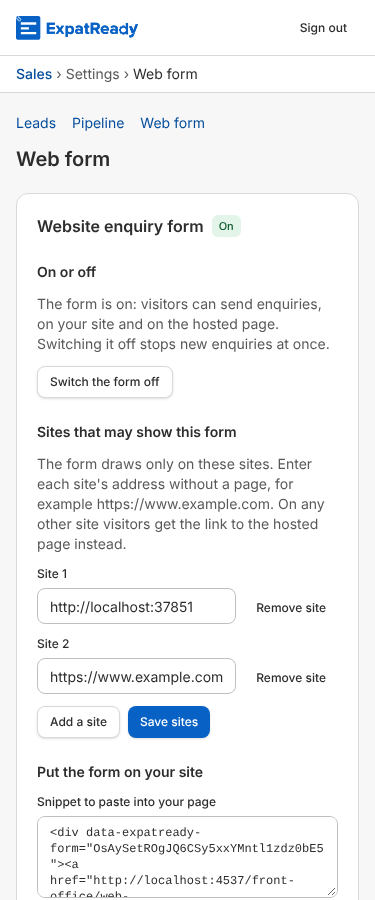 ExpatReady
Sign out
Sales › Settings › Web form
Leads Pipeline Web form
Web form
Website enquiry form On
On or off
The form is on: visitors can send enquiries,
on your site and on the hosted page.
Switching it off stops new enquiries at once.
Switch the form off
Sites that may show this form
The form draws only on these sites. Enter
each site's address without a page, for
example https://www.example.com. On any
other site visitors get the link to the hosted
page instead.
Site 1
http://localhost:37851 Remove site
Site 2
https://www.example.com Remove site
Add a site Save sites
Put the form on your site
Snippet to paste into your page
<div data-expatready-
form="OsAySetROgJQ6CSy5xxYMntl1zdz0bE5
"><a
href="http://localhost:4537/front-
office/web-